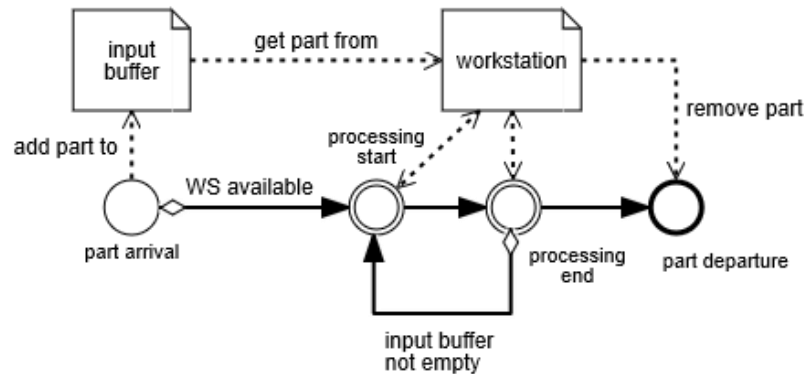 input
buffer
get part from
workstation
add part to
processing
start
remove part
WS available
part arrival
processing
end
part departure
input buffer
not empty